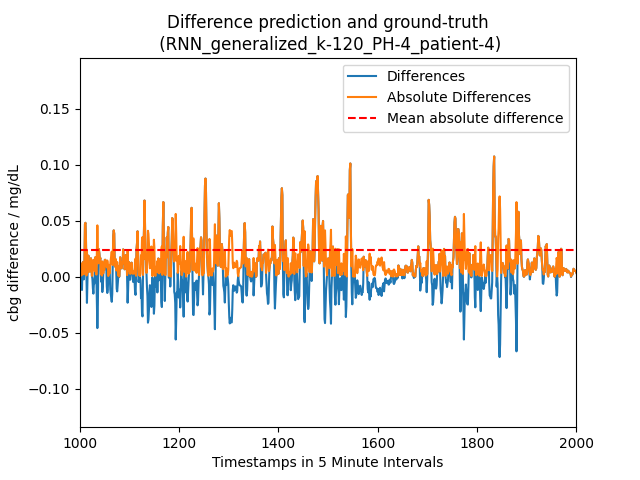 Difference prediction and ground-truth
(RNN_generalized_k-120_PH-4_patient-4)
Differences
Absolute Differences
Mean absolute difference
cbg difference / mg/dL
0.15
0.10
0.05
0.00
−0.05
−0.10
1000
1200
1400
1600
1800
2000
Timestamps in 5 Minute Intervals